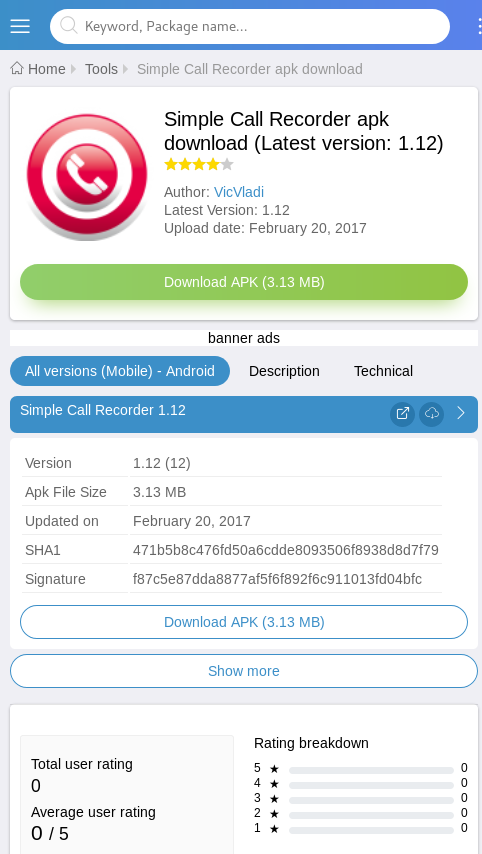 Keyword, Package name...
Home Tools Simple Call Recorder apk download
Simple Call Recorder apk
download (Latest version: 1.12)
Author: VicVladi
Latest Version: 1.12
Upload date: February 20, 2017
Download APK (3.13 MB)
banner ads
All versions (Mobile) - Android Description Technical
Simple Call Recorder 1.12
Version 1.12 (12)
Apk File Size 3.13 MB
Updated on February 20, 2017
SHA1 471b5b8c476fd50a6cdde8093506f8938d8d7f79
Signature f87c5e87dda8877af5f6f892f6c911013fd04bfc
Download APK (3.13 MB)
Show more
Total user rating
0
Average user rating
0 / 5
Rating breakdown
5 ★ 0
4 ★ 0
3 ★ 0
2 ★ 0
1 ★ 0